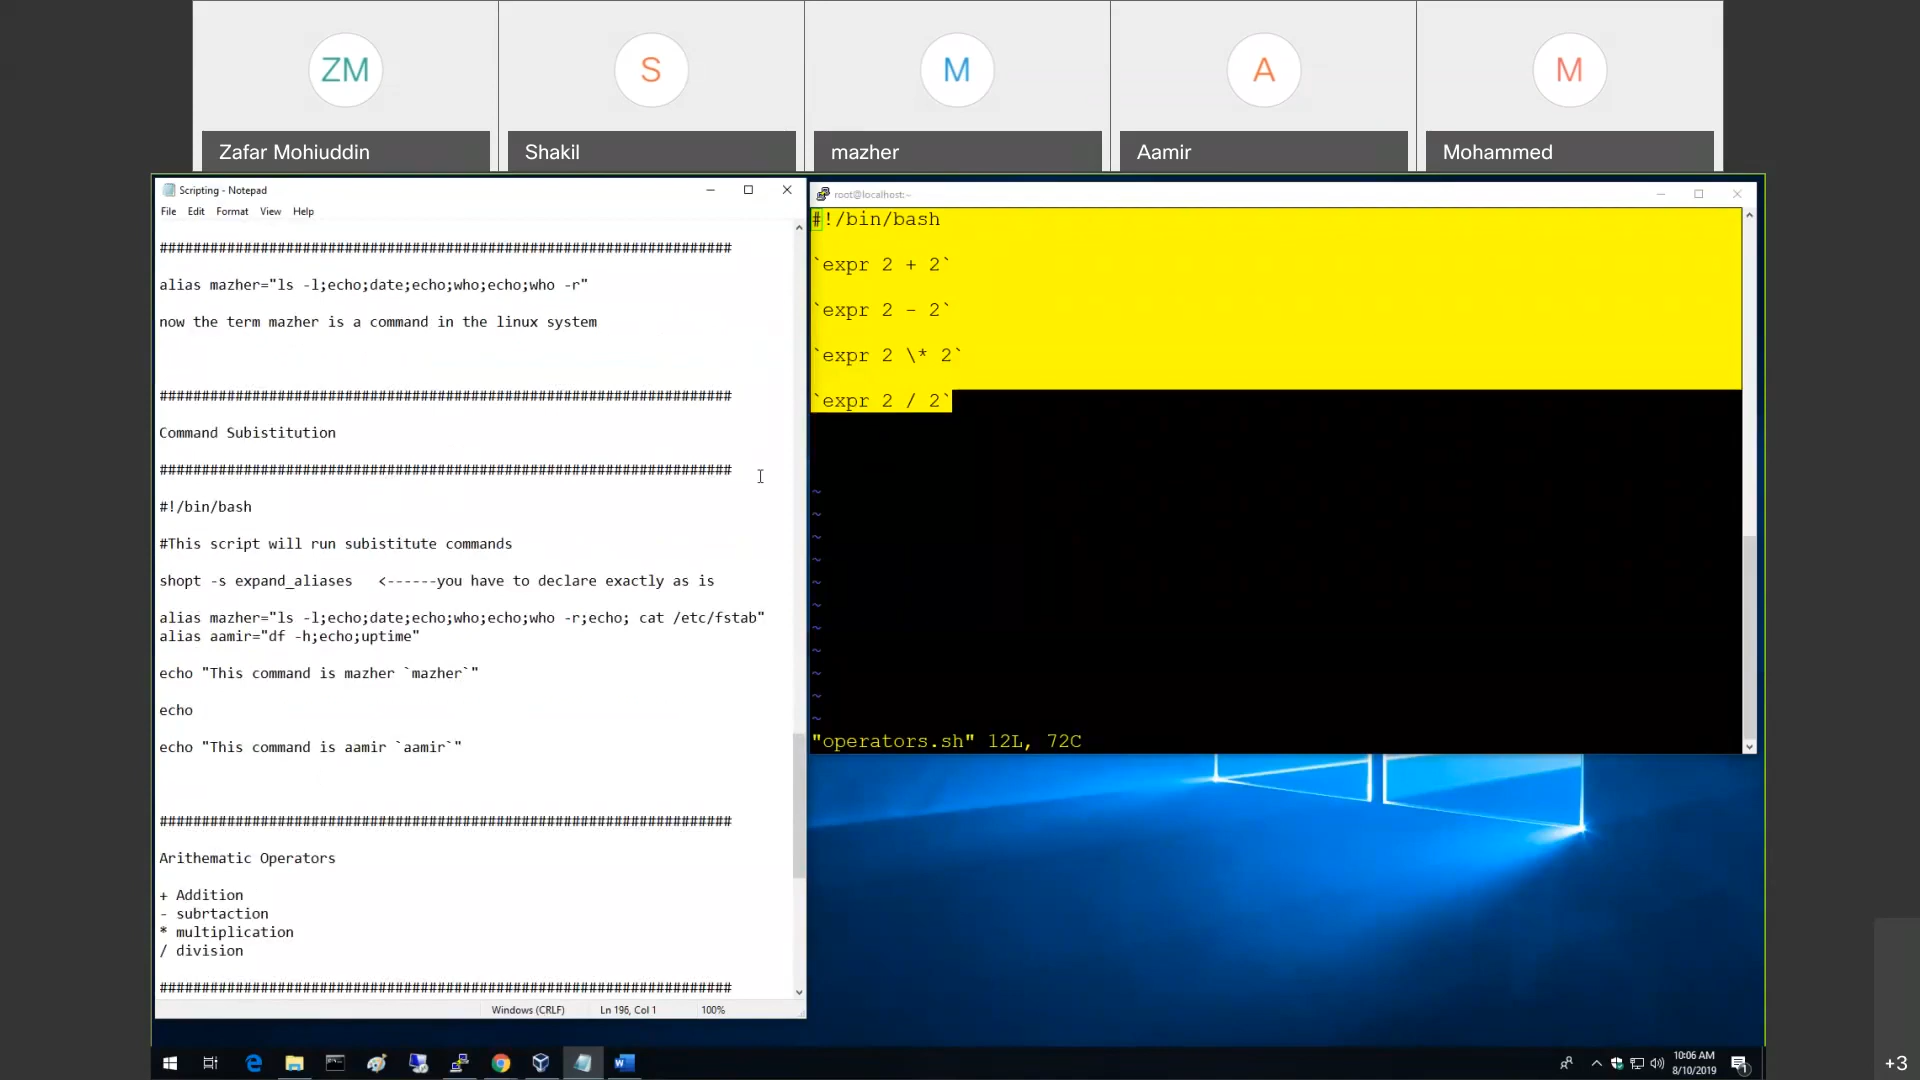 ZM
S
M
A
M
Zafar Mohiuddin
Shakil
mazher
Aamir
Mohammed
Scripting - Notepad
File Edit Format View Help
####################################################################
alias mazher="ls -l;echo;date;echo;who;echo;who -r"
now the term mazher is a command in the linux system
####################################################################
Command Subistitution
####################################################################
#!/bin/bash
#This script will run subistitute commands
shopt -s expand_aliases <------you have to declare exactly as is
alias mazher="ls -l;echo;date;echo;who;echo;who -r;echo; cat /etc/fstab"
alias aamir="df -h;echo;uptime"
echo "This command is mazher `mazher`"
echo
echo "This command is aamir `aamir`"
####################################################################
Arithematic Operators
+ Addition
- subrtaction
* multiplication
/ division
####################################################################
Windows (CRLF) Ln 196, Col 1 100%
root@localhost:~
#!/bin/bash
`expr 2 + 2`
`expr 2 - 2`
`expr 2 \* 2`
`expr 2 / 2`
~
~
~
~
~
~
~
~
~
~
~
"operators.sh" 12L, 72C
10:06 AM
8/10/2019
1
+3